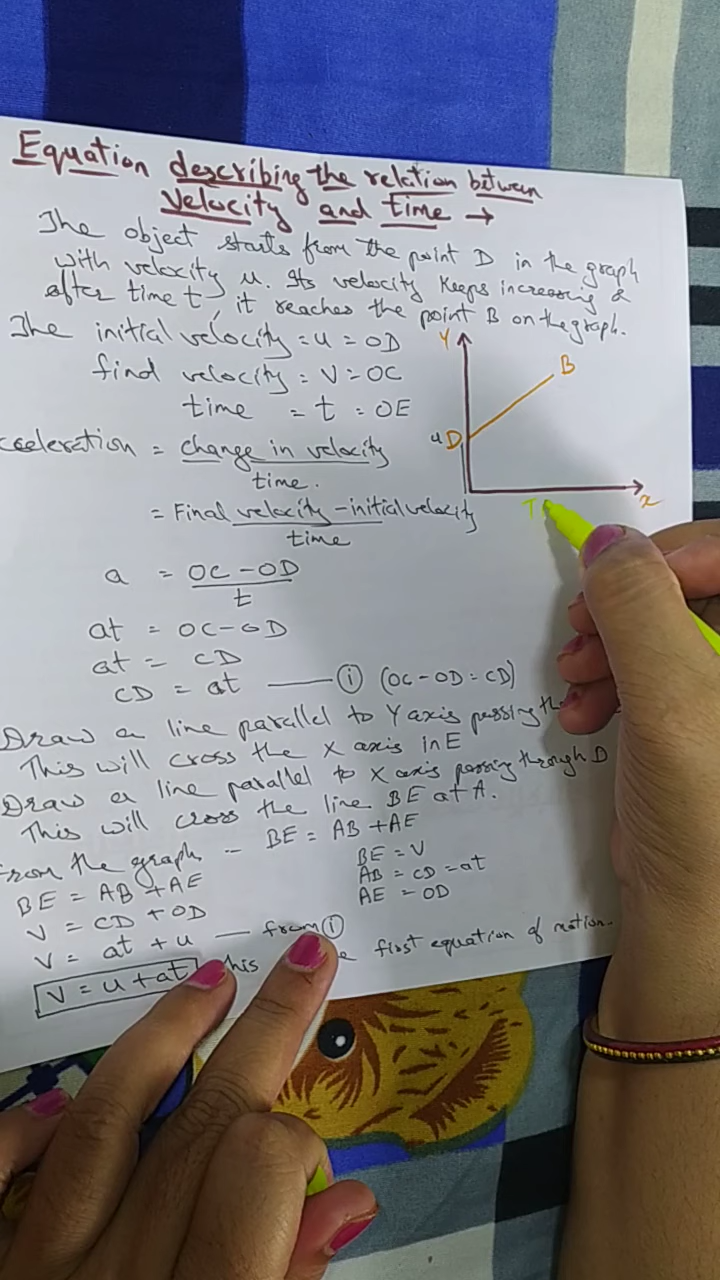 Equation describing the relation between
Velocity and time →
The object starts from the point D in the graph
with velocity u. Its velocity keeps increasing &
after time t, it reaches the point B on the graph.
The initial velocity = u = OD
find velocity = V = OC
time = t = OE
cceleration = change in velocity
time.
= Final velocity - initial velocity
time
a = OC - OD
t
at = OC - OD
at = CD
CD = at —— (i) (OC - OD = CD)
Y
B
u D
x
T
Draw a line parallel to Y axis passing the
This will cross the X axis in E
Draw a line parallel to X axis passing through D
This will cross the line BE at A.
From the graph - BE = AB + AE
BE = AB + AE
V = CD + OD
V = at + u — from (i)
V = u + at
BE = V
AB = CD = at
AE = OD
his
e first equation of motion.